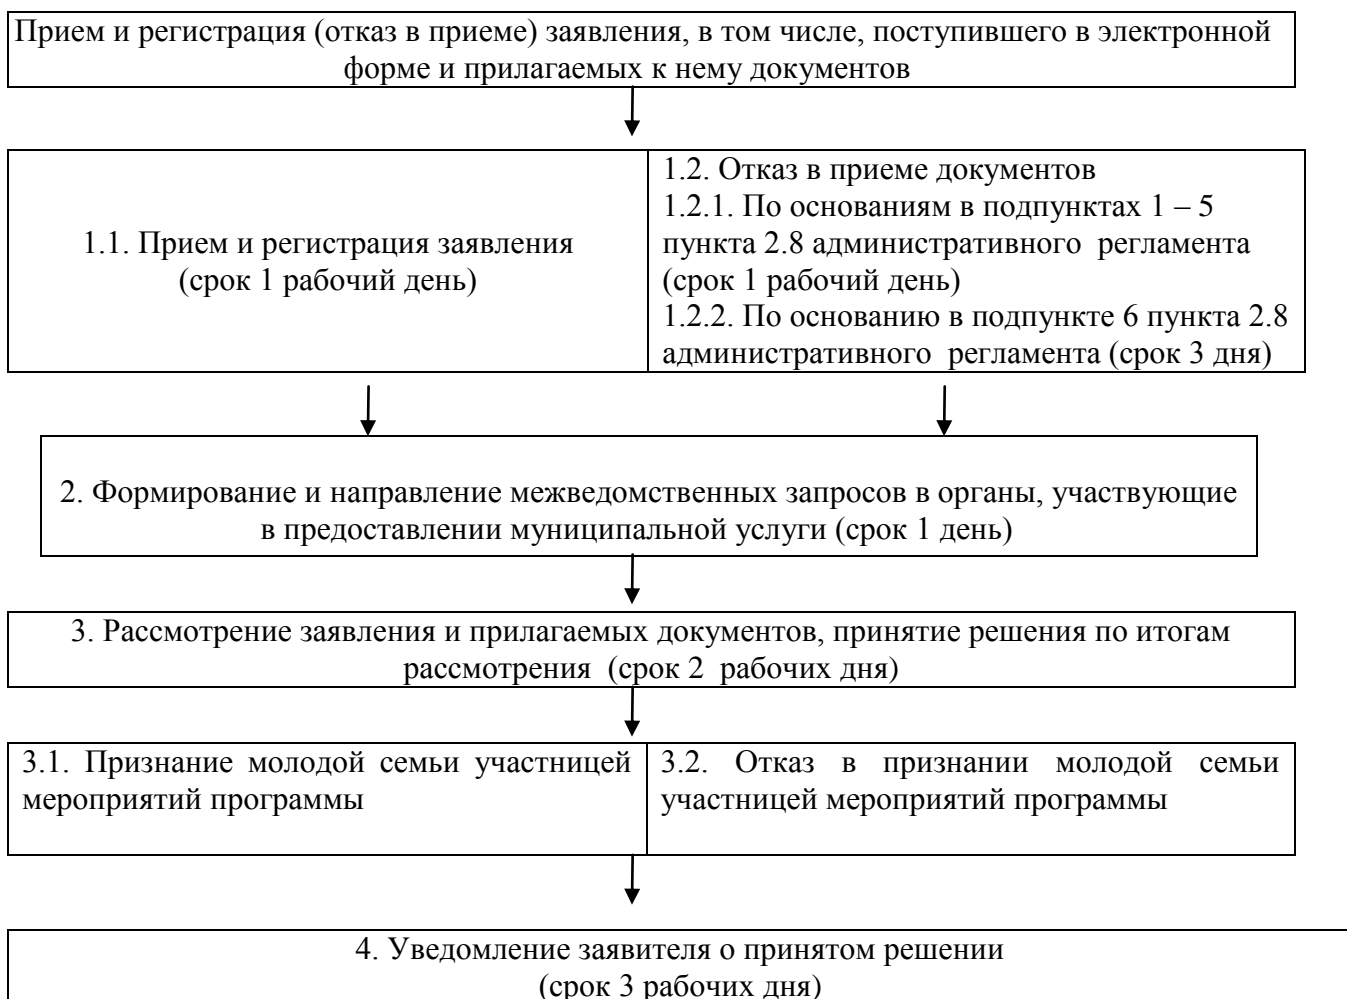 Прием и регистрация (отказ в приеме) заявления, в том числе, поступившего в электронной
форме и прилагаемых к нему документов
1.1. Прием и регистрация заявления
(срок 1 рабочий день)
1.2. Отказ в приеме документов
1.2.1. По основаниям в подпунктах 1 – 5
пункта 2.8 административного регламента
(срок 1 рабочий день)
1.2.2. По основанию в подпункте 6 пункта 2.8
административного регламента (срок 3 дня)
2. Формирование и направление межведомственных запросов в органы, участвующие
в предоставлении муниципальной услуги (срок 1 день)
3. Рассмотрение заявления и прилагаемых документов, принятие решения по итогам
рассмотрения (срок 2 рабочих дня)
3.1. Признание молодой семьи участницей
мероприятий программы
3.2. Отказ в признании молодой семьи
участницей мероприятий программы
4. Уведомление заявителя о принятом решении
(срок 3 рабочих дня)